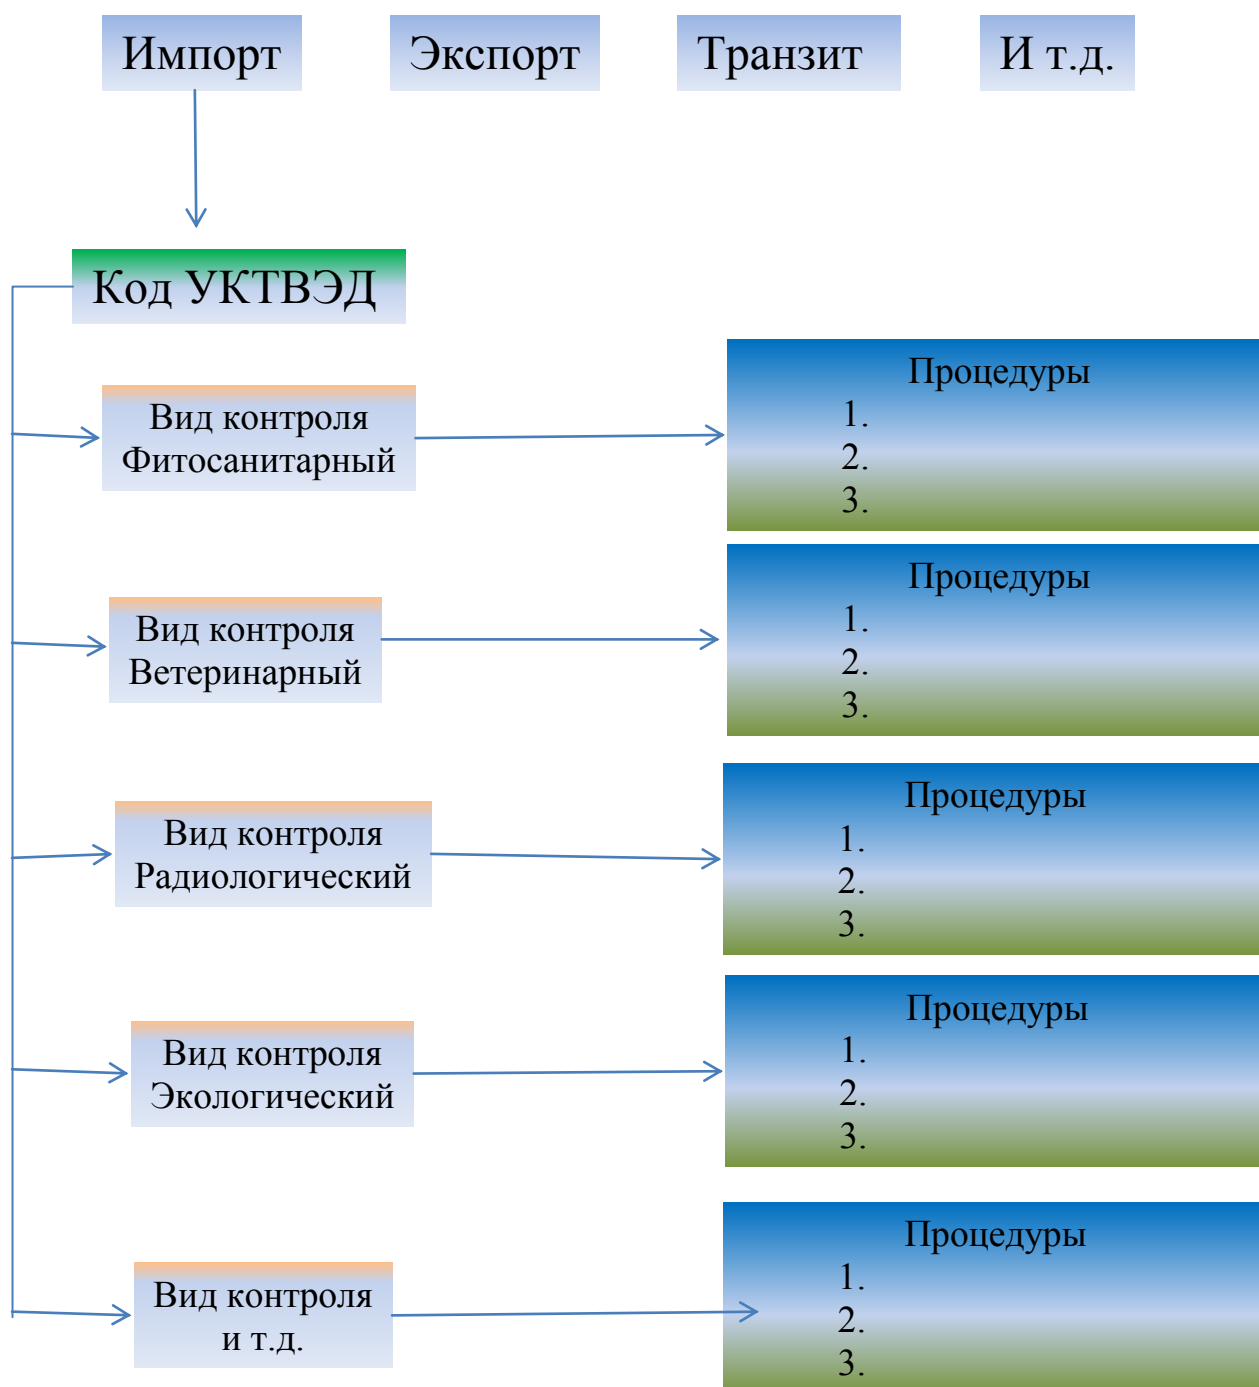 Импорт
Экспорт
Транзит
И т.д.
Код УКТВЭД
Вид контроля
Фитосанитарный
Процедуры
1.
2.
3.
Вид контроля
Ветеринарный
Процедуры
1.
2.
3.
Вид контроля
Радиологический
Процедуры
1.
2.
3.
Вид контроля
Экологический
Процедуры
1.
2.
3.
Вид контроля
и т.д.
Процедуры
1.
2.
3.